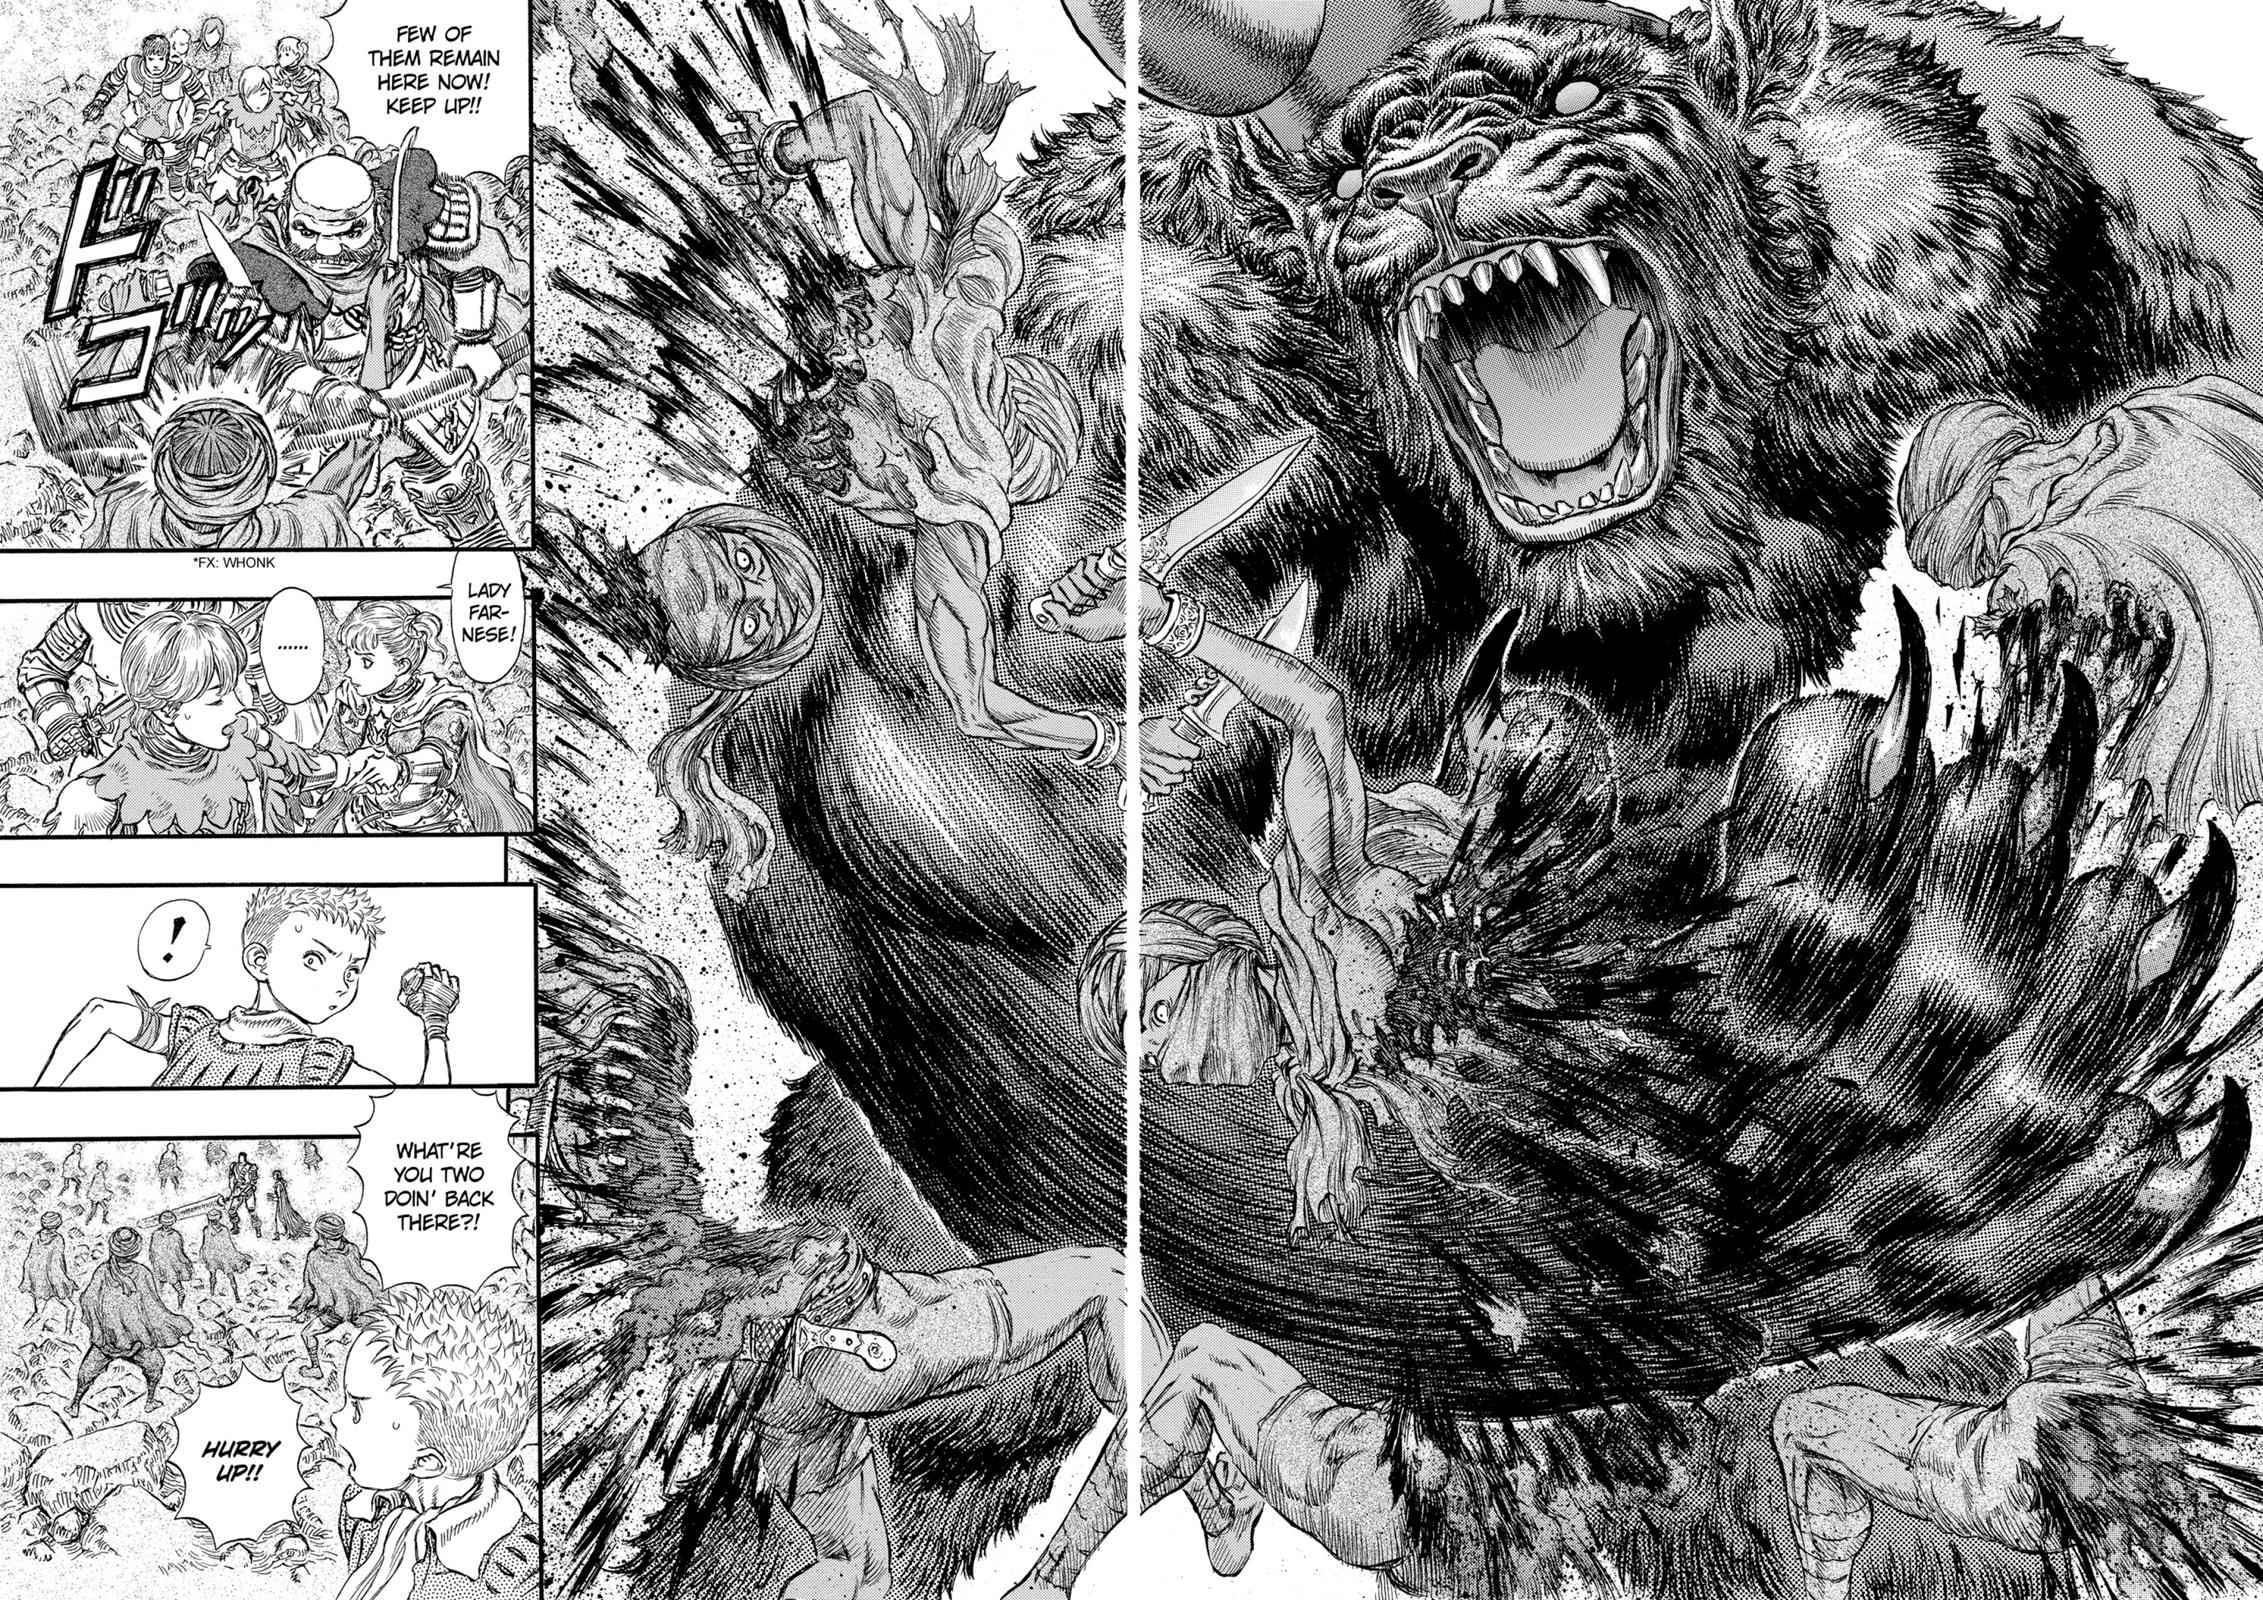 FEW OF
THEM REMAIN
HERE NOW!
KEEP UP!!
ドゴッ
*FX: WHONK
LADY
FAR-
NESE!
......
!
WHAT'RE
YOU TWO
DOIN' BACK
THERE?!
HURRY
UP!!